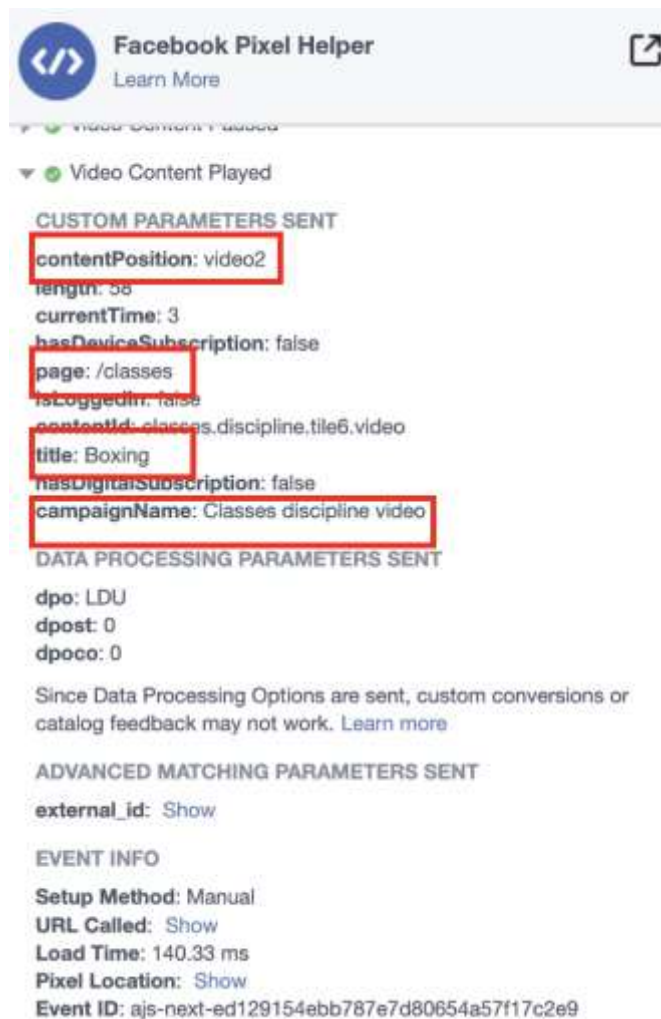 Facebook Pixel Helper
Learn More
Video Content Paused
Video Content Played
CUSTOM PARAMETERS SENT
contentPosition: video2
length: 58
currentTime: 3
hasDeviceSubscription: false
page: /classes
isLoggedIn: false
contentId: classes.discipline.tile6.video
title: Boxing
hasDigitalSubscription: false
campaignName: Classes discipline video
DATA PROCESSING PARAMETERS SENT
dpo: LDU
dpost: 0
dpoco: 0
Since Data Processing Options are sent, custom conversions or
catalog feedback may not work. Learn more
ADVANCED MATCHING PARAMETERS SENT
external_id: Show
EVENT INFO
Setup Method: Manual
URL Called: Show
Load Time: 140.33 ms
Pixel Location: Show
Event ID: ajs-next-ed129154ebb787e7d80654a57f17c2e9